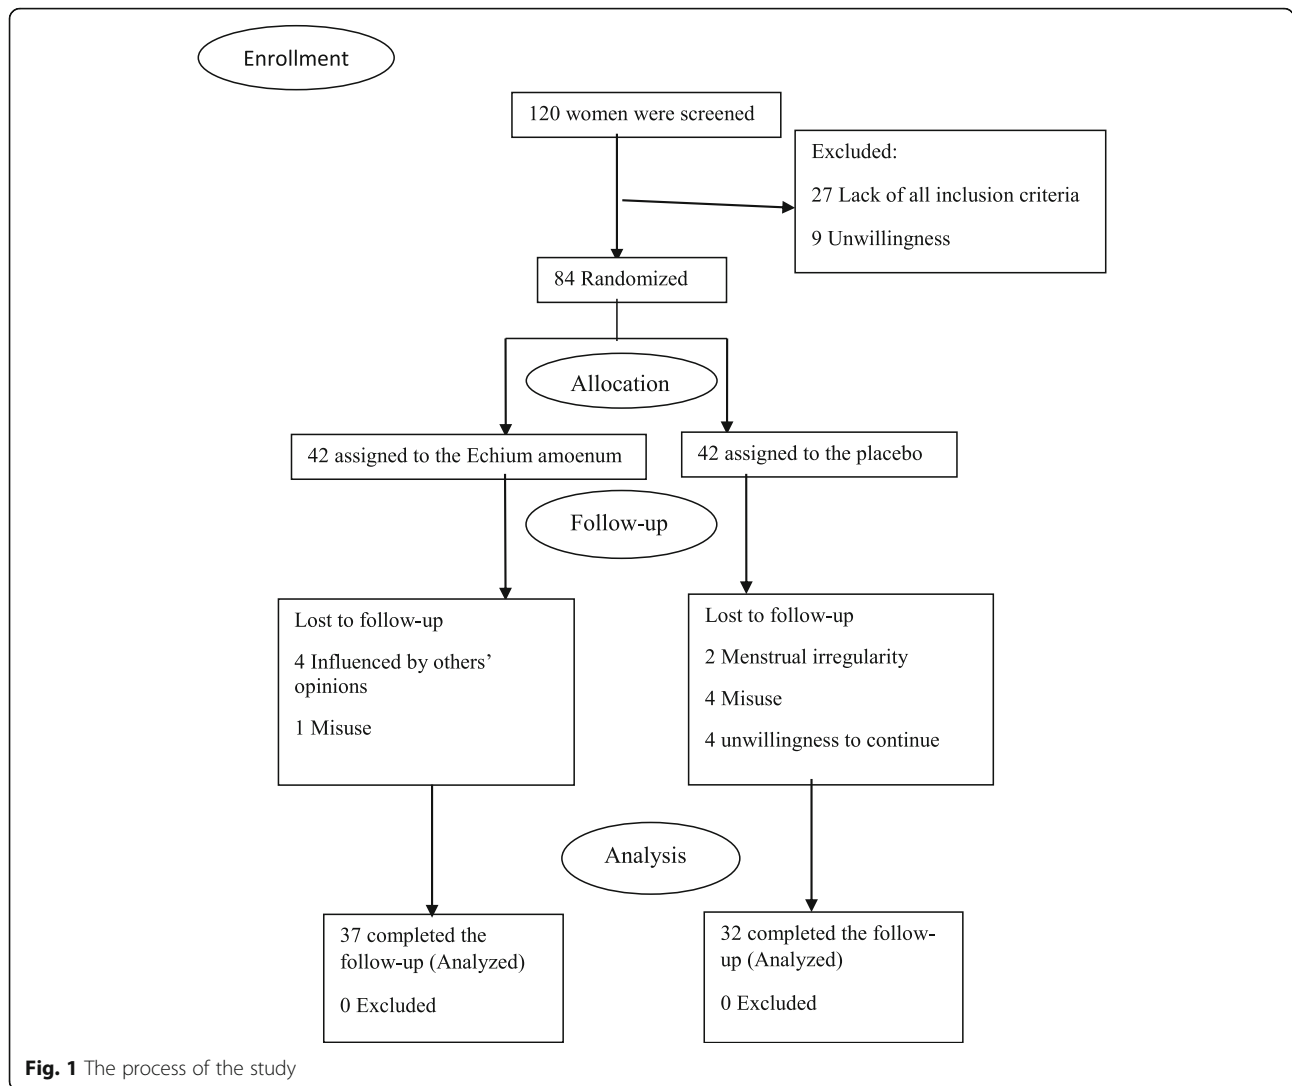 Enrollment
120 women were screened
Excluded:
27 Lack of all inclusion criteria
9 Unwillingness
84 Randomized
Allocation
42 assigned to the Echium amoenum
42 assigned to the placebo
Follow-up
Lost to follow-up
4 Influenced by others’
opinions
1 Misuse
Lost to follow-up
2 Menstrual irregularity
4 Misuse
4 unwillingness to continue
Analysis
37 completed the
follow-up (Analyzed)
0 Excluded
32 completed the follow-
up (Analyzed)
0 Excluded
Fig. 1 The process of the study